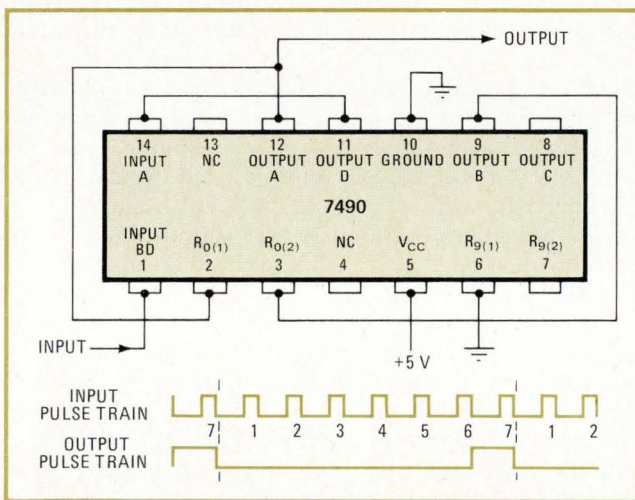 OUTPUT
14 13 12 11 10 9 8
INPUT NC OUTPUT OUTPUT GROUND OUTPUT OUTPUT
A A D B C
7490
INPUT
BD R0(1) R0(2) NC VCC R9(1) R9(2)
1 2 3 4 5 6 7
INPUT
+5 V
INPUT
PULSE TRAIN
7 1 2 3 4 5 6 7 1 2
OUTPUT
PULSE TRAIN